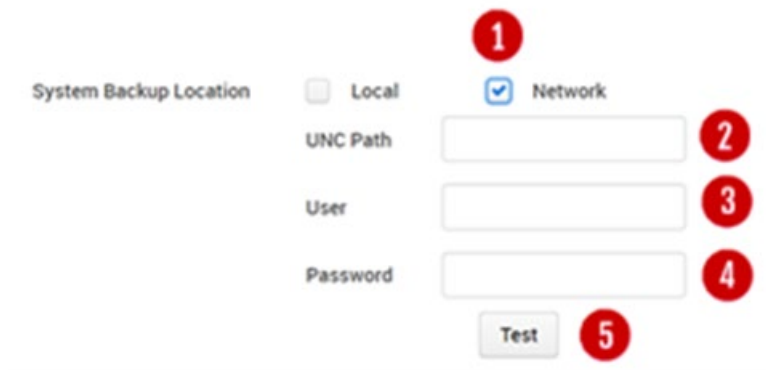 1
System Backup Location Local Network
UNC Path 2
User 3
Password 4
Test 5